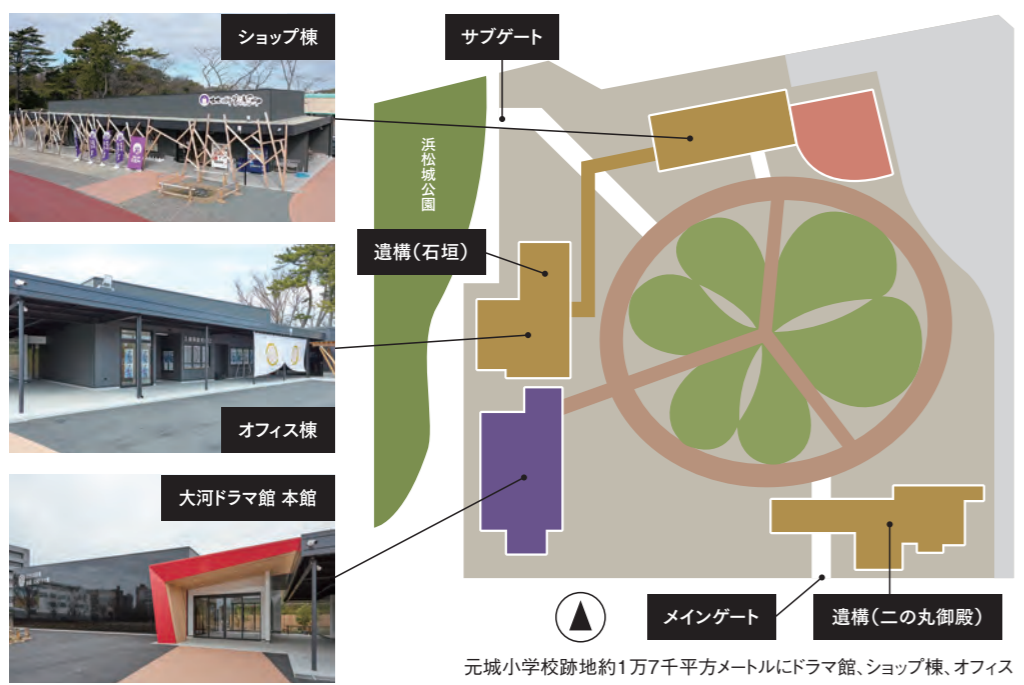 ショップ棟
サブゲート
浜松城公園
遺構(石垣)
オフィス棟
大河ドラマ館 本館
メインゲート
遺構(二の丸御殿)
元城小学校跡地約1万7千平方メートルにドラマ館、ショップ棟、オフィス